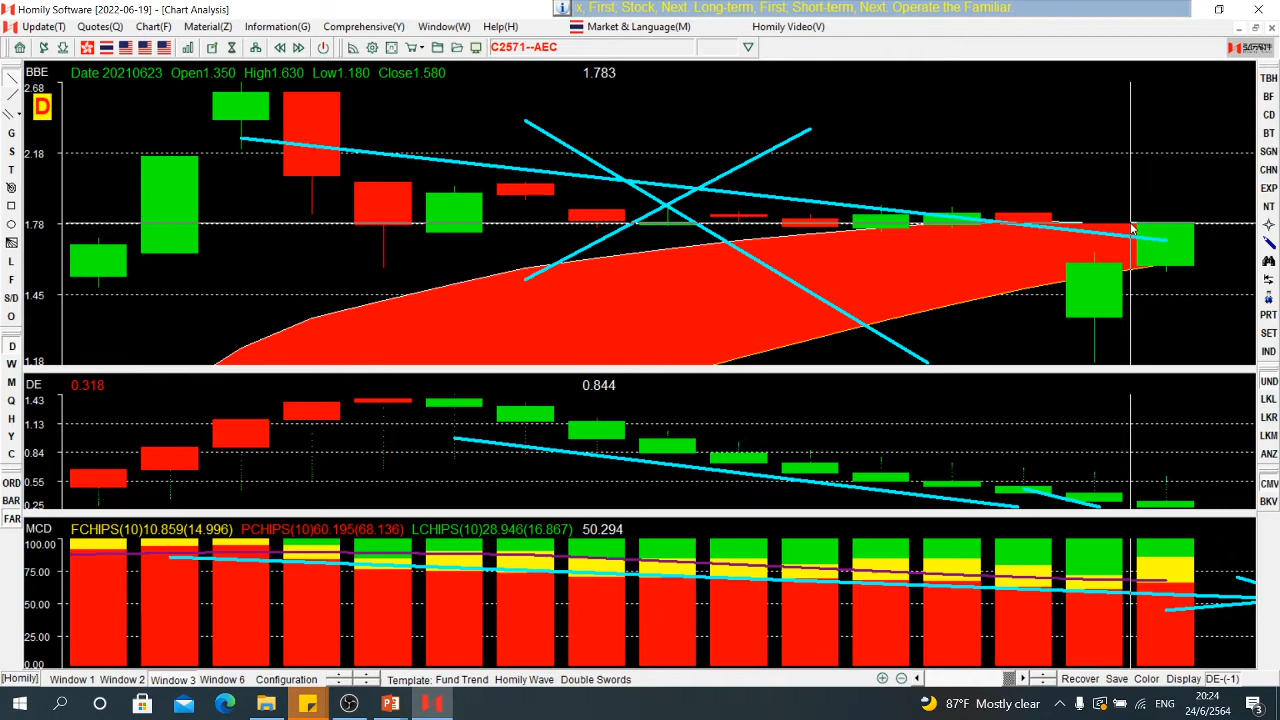 Homily Software (2022-06-19) - [Chart Analysis]
x, First; Stock, Next. Long-term, First; Short-term, Next. Operate the Familiar.
Update(T) Quotes(Q) Chart(F) Material(Z) Information(G) Comprehensive(Y) Window(W) Help(H) Market & Language(M) Homily Video(W)
C2571--AEC
BBE Date 20210623 Open1.350 High1.630 Low1.180 Close1.580 1.783
2.68
D
2.18
1.78
1.45
1.18
DE 0.318 0.844
1.43
1.13
0.84
0.55
0.25
MCD FCHIPS(10)10.859(14.996) PCHIPS(10)60.195(68.136) LCHIPS(10)28.946(16.867) 50.294
100.00
75.00
50.00
25.00
0.00
G
S
T
L
F
S/D
O
D
W
M
Q
H
Y
C
ORD
BAR
FAR
TBH
BF
CD
BT
SGN
CHN
EXP
NT
PRT
SET
IND
UND
LKL
LKR
LKM
ANZ
CMV
BKV
[Homily] Window 1 Window 2 Window 3 Window 6 Configuration Template: Fund Trend Homily Wave Double Swords Recover Save Color Display DE-(-1)
87°F Mostly clear
20:24
24/6/2564
3